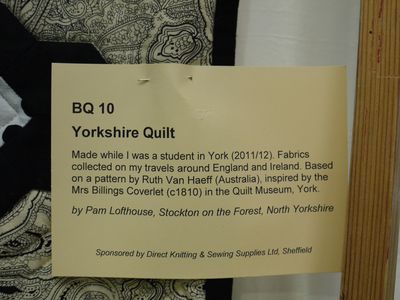 BQ 10
Yorkshire Quilt
Made while I was a student in York (2011/12). Fabrics
collected on my travels around England and Ireland. Based
on a pattern by Ruth Van Haeff (Australia), inspired by the
Mrs Billings Coverlet (c1810) in the Quilt Museum, York.
by Pam Lofthouse, Stockton on the Forest, North Yorkshire
Sponsored by Direct Knitting & Sewing Supplies Ltd, Sheffield